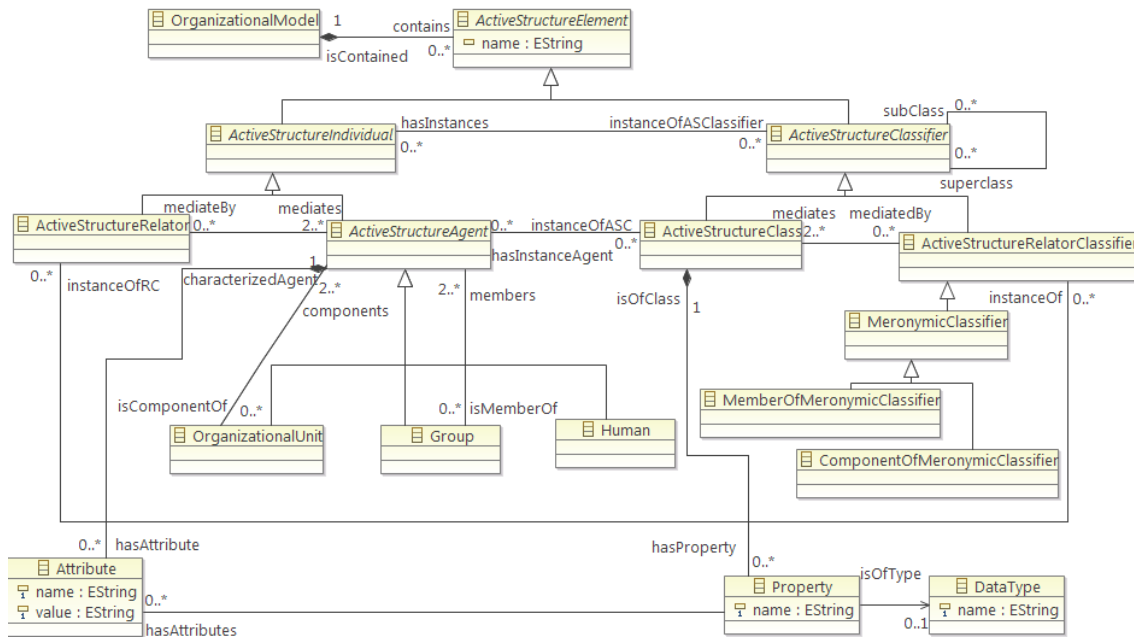 OrganizationalModel
1
contains
isContained
0..*
ActiveStructureElement
name : EString
ActiveStructureIndividual
hasInstances
0..*
instanceOfASClassifier
0..*
ActiveStructureClassifier
subClass
0..*
0..*
superclass
mediateBy
mediates
ActiveStructureRelator
0..*
2..*
ActiveStructureAgent
0..*
instanceOfASC
0..*
hasInstanceAgent
ActiveStructureClass
mediates
mediatedBy
2..*
0..*
ActiveStructureRelatorClassifier
0..*
instanceOfRC
characterizedAgent
1
2..*
components
2..*
members
isOfClass
1
instanceOf
0..*
MeronymicClassifier
MemberOfMeronymicClassifier
ComponentOfMeronymicClassifier
isComponentOf
0..*
0..*
isMemberOf
OrganizationalUnit
Group
Human
0..*
hasAttribute
hasProperty
0..*
Attribute
name : EString
value : EString
0..*
hasAttributes
Property
name : EString
isOfType
0..1
DataType
name : EString